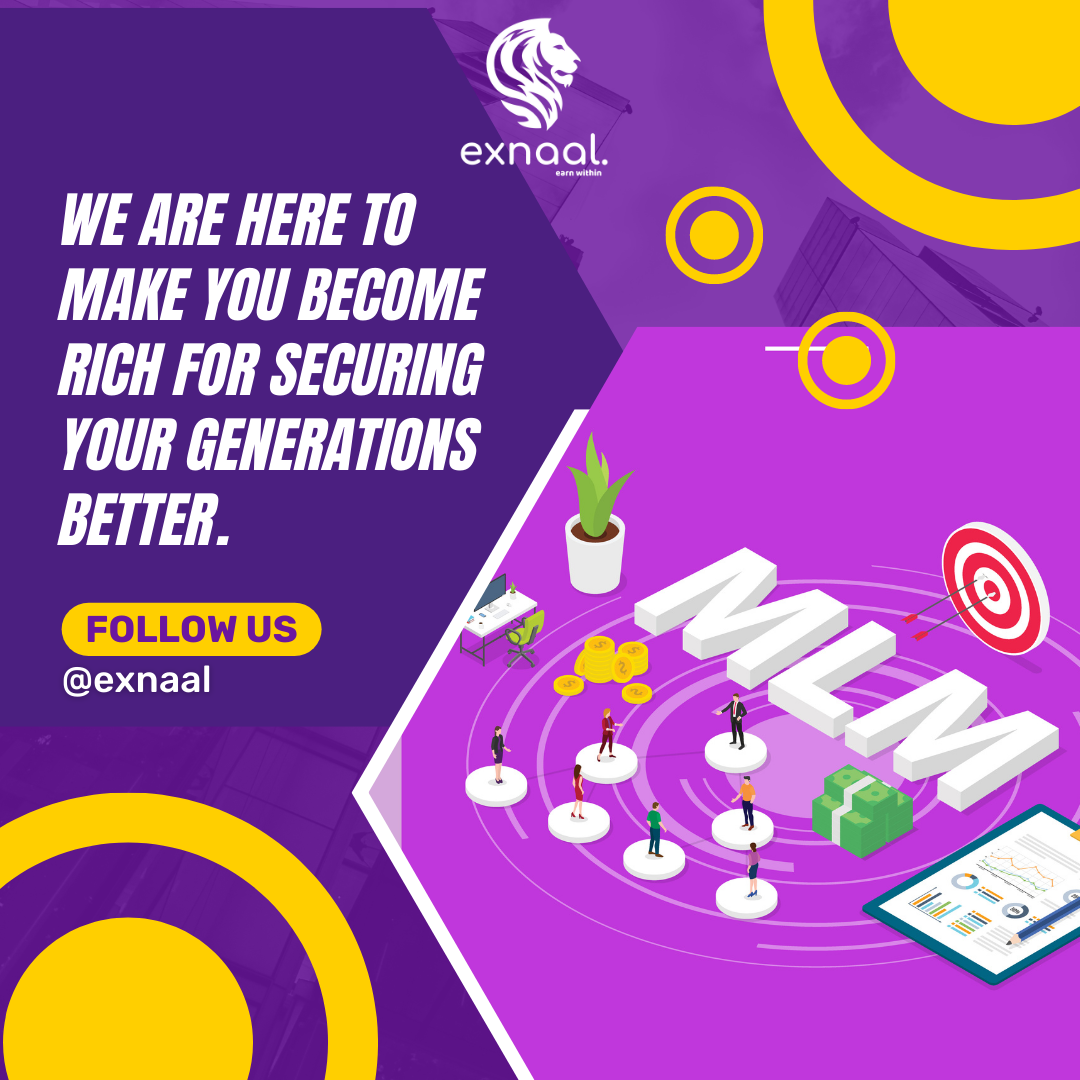 exnaal.
earn within
WE ARE HERE TO
MAKE YOU BECOME
RICH FOR SECURING
YOUR GENERATIONS
BETTER.
FOLLOW US
@exnaal
MLM